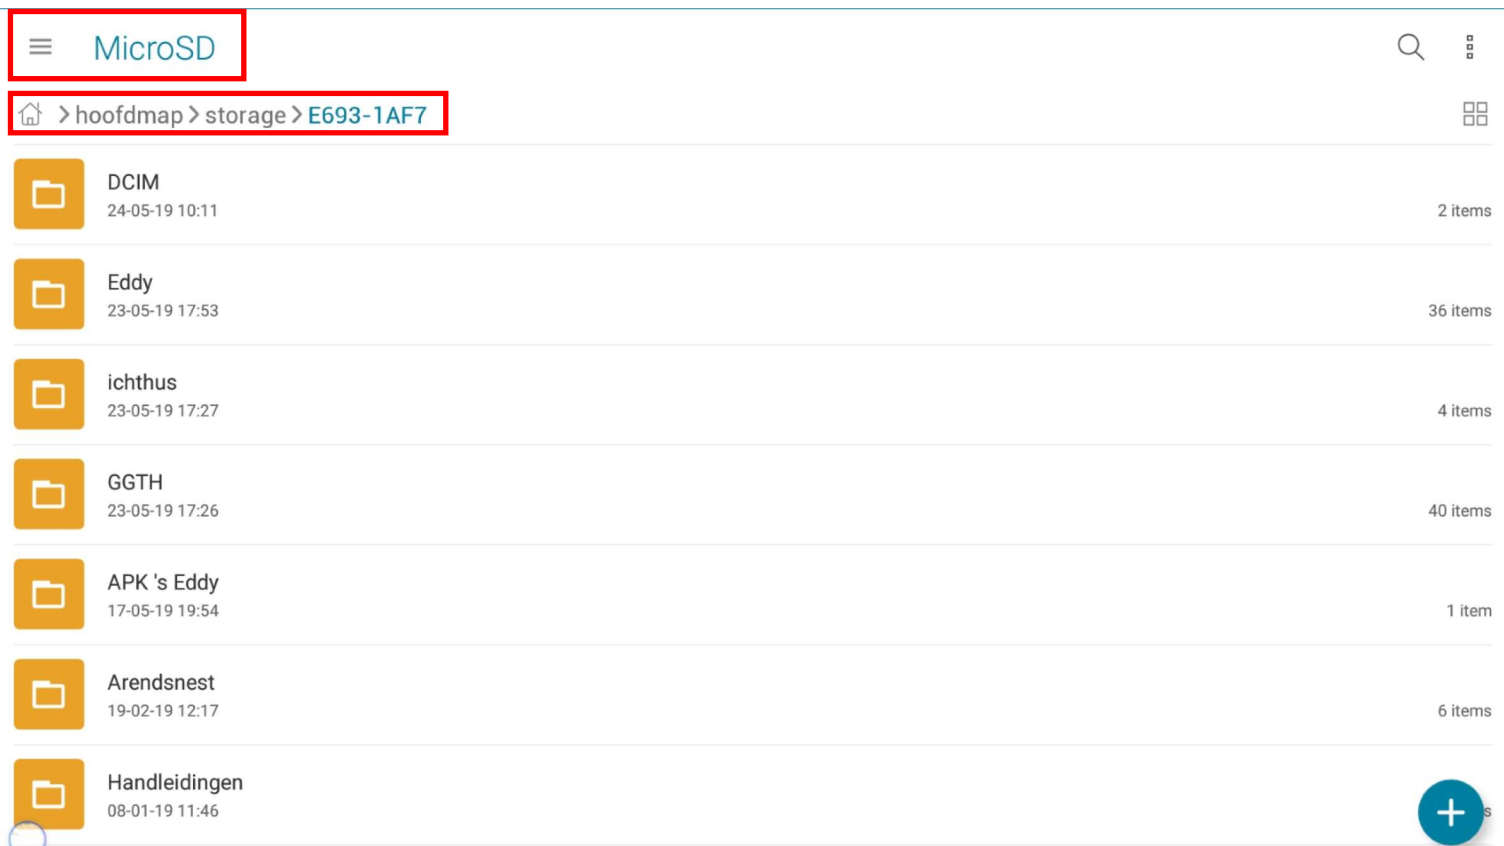 MicroSD
hoofdmap > storage > E693-1AF7
DCIM
24-05-19 10:11
2 items
Eddy
23-05-19 17:53
36 items
ichthus
23-05-19 17:27
4 items
GGTH
23-05-19 17:26
40 items
APK 's Eddy
17-05-19 19:54
1 item
Arendsnest
19-02-19 12:17
6 items
Handleidingen
08-01-19 11:46